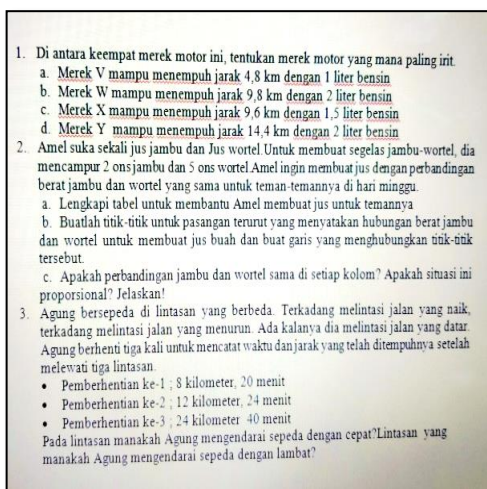 1. Di antara keempat merek motor ini, tentukan merek motor yang mana paling irit.
a. Merek V mampu menempuh jarak 4,8 km dengan 1 liter bensin
b. Merek W mampu menempuh jarak 9,8 km dengan 2 liter bensin
c. Merek X mampu menempuh jarak 9,6 km dengan 1,5 liter bensin
d. Merek Y mampu menempuh jarak 14,4 km dengan 2 liter bensin
2. Amel suka sekali jus jambu dan Jus wortel.Untuk membuat segelas jambu-wortel, dia
mencampur 2 ons jambu dan 5 ons wortel.Amel ingin membuat jus dengan perbandingan
berat jambu dan wortel yang sama untuk teman-temannya di hari minggu.
a. Lengkapi tabel untuk membantu Amel membuat jus untuk temannya
b. Buatlah titik-titik untuk pasangan terurut yang menyatakan hubungan berat jambu
dan wortel untuk membuat jus buah dan buat garis yang menghubungkan titik-titik
tersebut.
c. Apakah perbandingan jambu dan wortel sama di setiap kolom? Apakah situasi ini
proporsional? Jelaskan!
3. Agung bersepeda di lintasan yang berbeda. Terkadang melintasi jalan yang naik,
terkadang melintasi jalan yang menurun. Ada kalanya dia melintasi jalan yang datar.
Agung berhenti tiga kali untuk mencatat waktu dan jarak yang telah ditempuhnya setelah
melewati tiga lintasan.
• Pemberhentian ke-1 ; 8 kilometer, 20 menit
• Pemberhentian ke-2 ; 12 kilometer, 24 menit
• Pemberhentian ke-3 ; 24 kilometer 40 menit
Pada lintasan manakah Agung mengendarai sepeda dengan cepat?Lintasan yang
manakah Agung mengendarai sepeda dengan lambat?